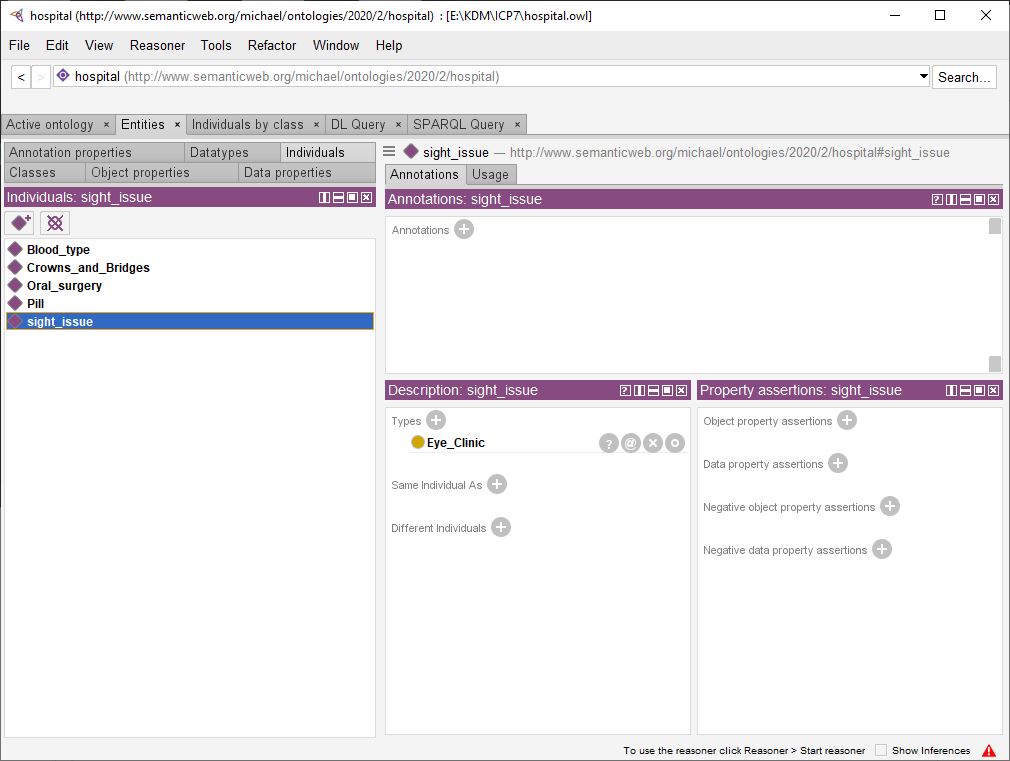 hospital (http://www.semanticweb.org/michael/ontologies/2020/2/hospital) : [E:\KDM\ICP7\hospital.owl]
File Edit View Reasoner Tools Refactor Window Help
< > hospital (http://www.semanticweb.org/michael/ontologies/2020/2/hospital) Search...
Active ontology × Entities × Individuals by class × DL Query × SPARQL Query ×
Annotation properties Datatypes Individuals
Classes Object properties Data properties
Individuals: sight_issue
Blood_type
Crowns_and_Bridges
Oral_surgery
Pill
sight_issue
sight_issue — http://www.semanticweb.org/michael/ontologies/2020/2/hospital#sight_issue
Annotations Usage
Annotations: sight_issue
Annotations
Description: sight_issue
Types
Eye_Clinic
Same Individual As
Different Individuals
Property assertions: sight_issue
Object property assertions
Data property assertions
Negative object property assertions
Negative data property assertions
To use the reasoner click Reasoner > Start reasoner Show Inferences